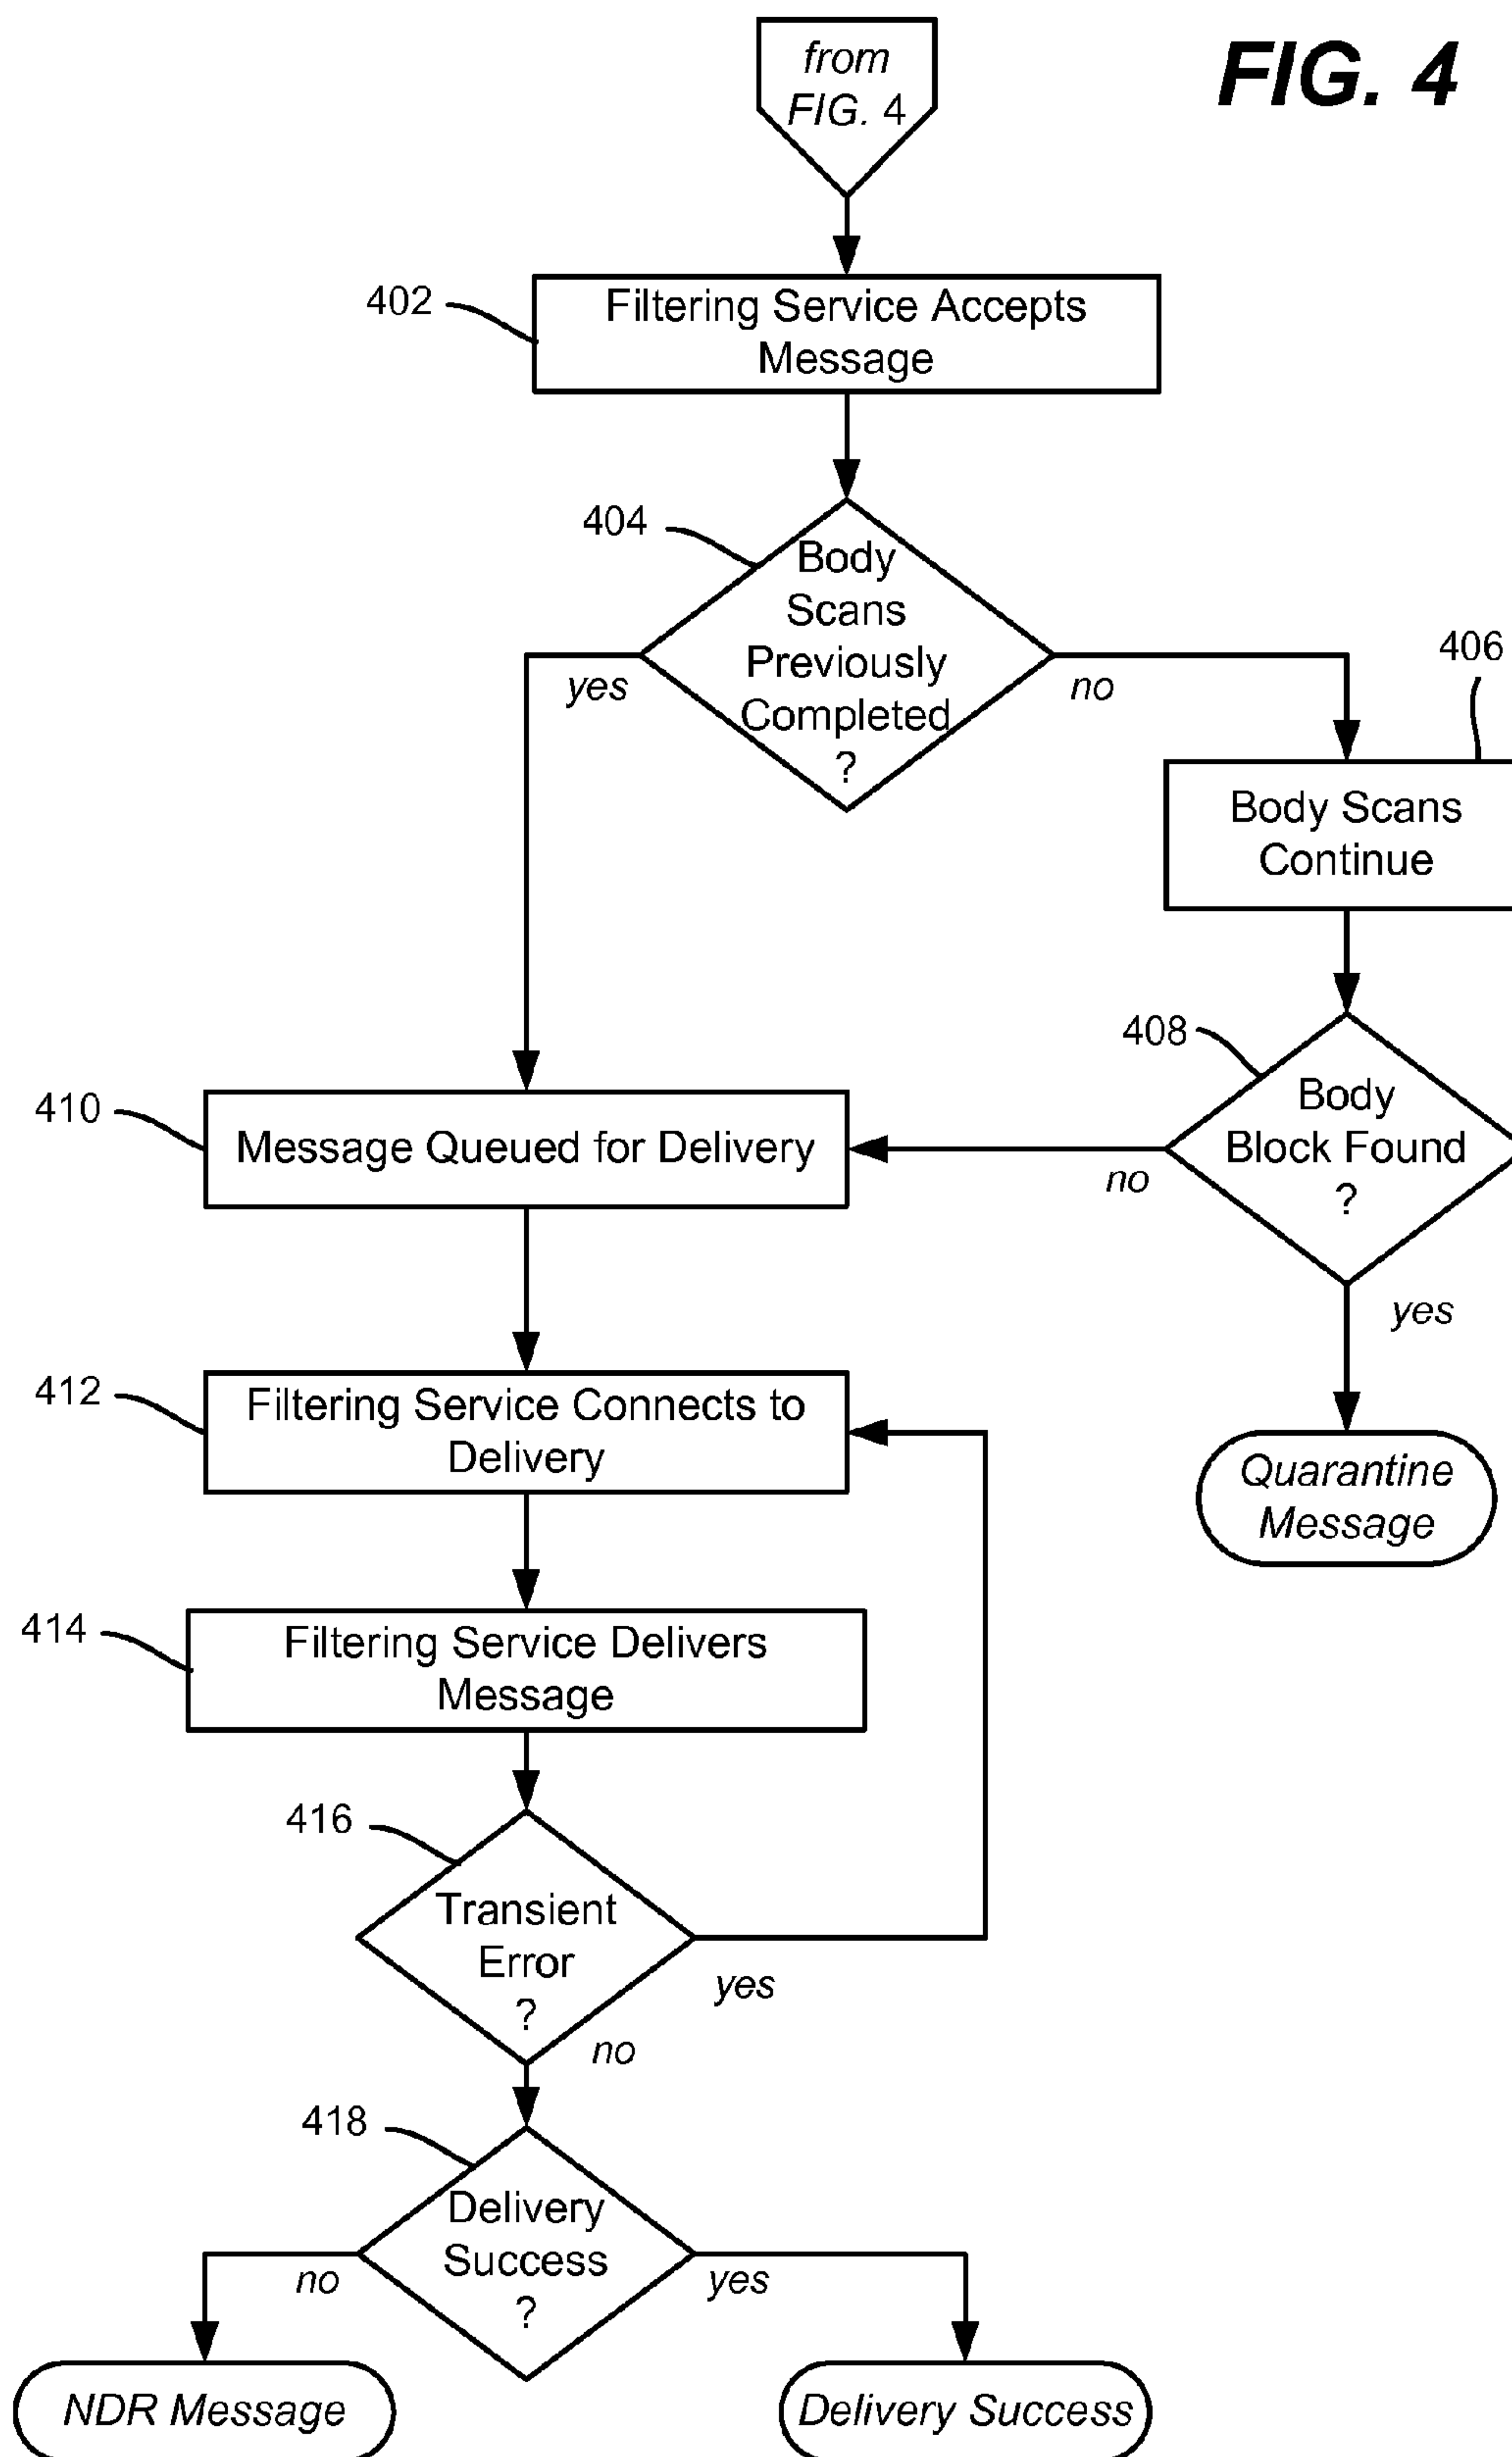 from
FIG. 4
FIG. 4
402
Filtering Service Accepts
Message
404
Body
Scans
Previously
Completed
?
yes
no
406
Body Scans
Continue
408
Body
Block Found
?
no
yes
410
Message Queued for Delivery
412
Filtering Service Connects to
Delivery
Quarantine
Message
414
Filtering Service Delivers
Message
416
Transient
Error
?
yes
no
418
Delivery
Success
?
no
yes
NDR Message
Delivery Success